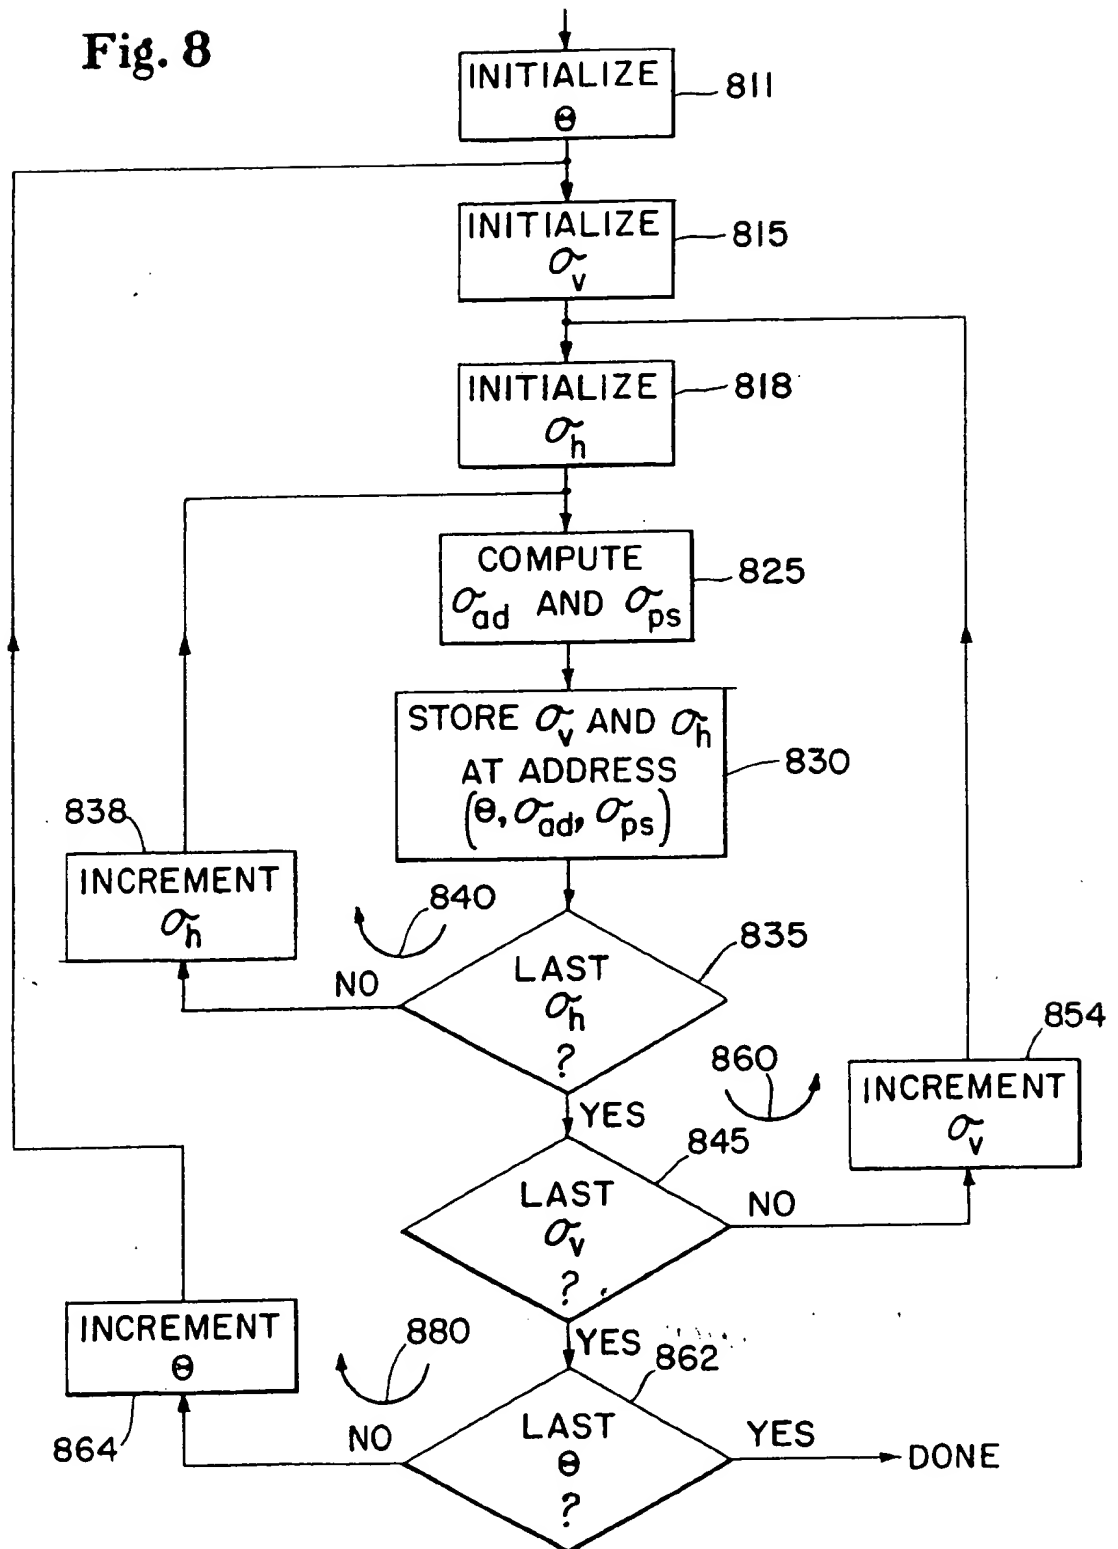 Fig. 8
INITIALIZE
Θ
811
INITIALIZE
σv
815
INITIALIZE
σh
818
COMPUTE
σad AND σps
825
STORE σv AND σh
AT ADDRESS
(Θ, σad, σps)
830
838
INCREMENT
σh
840
LAST
σh
?
835
NO
YES
860
854
INCREMENT
σv
LAST
σv
?
845
NO
YES
INCREMENT
Θ
864
880
LAST
Θ
?
862
NO
YES
DONE